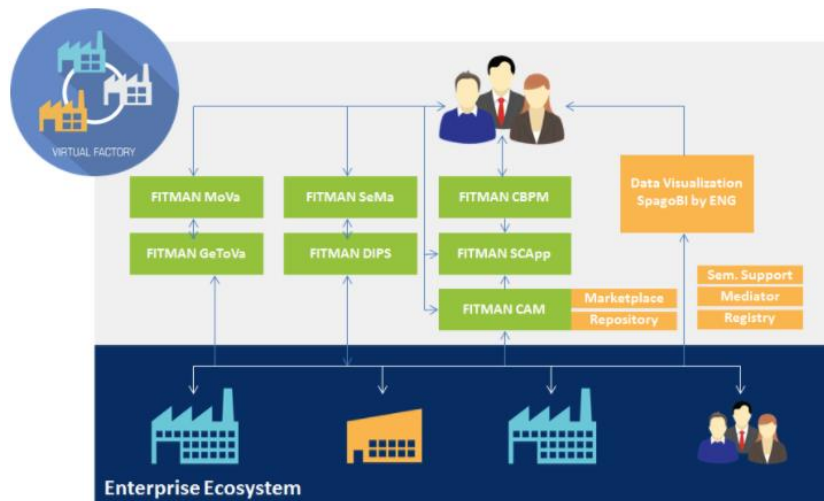 VIRTUAL FACTORY
FITMAN MoVa
FITMAN SeMa
FITMAN CBPM
Data Visualization
SpagoBI by ENG
FITMAN GeToVa
FITMAN DIPS
FITMAN SCApp
Sem. Support
FITMAN CAM
Marketplace
Mediator
Repository
Registry
Enterprise Ecosystem